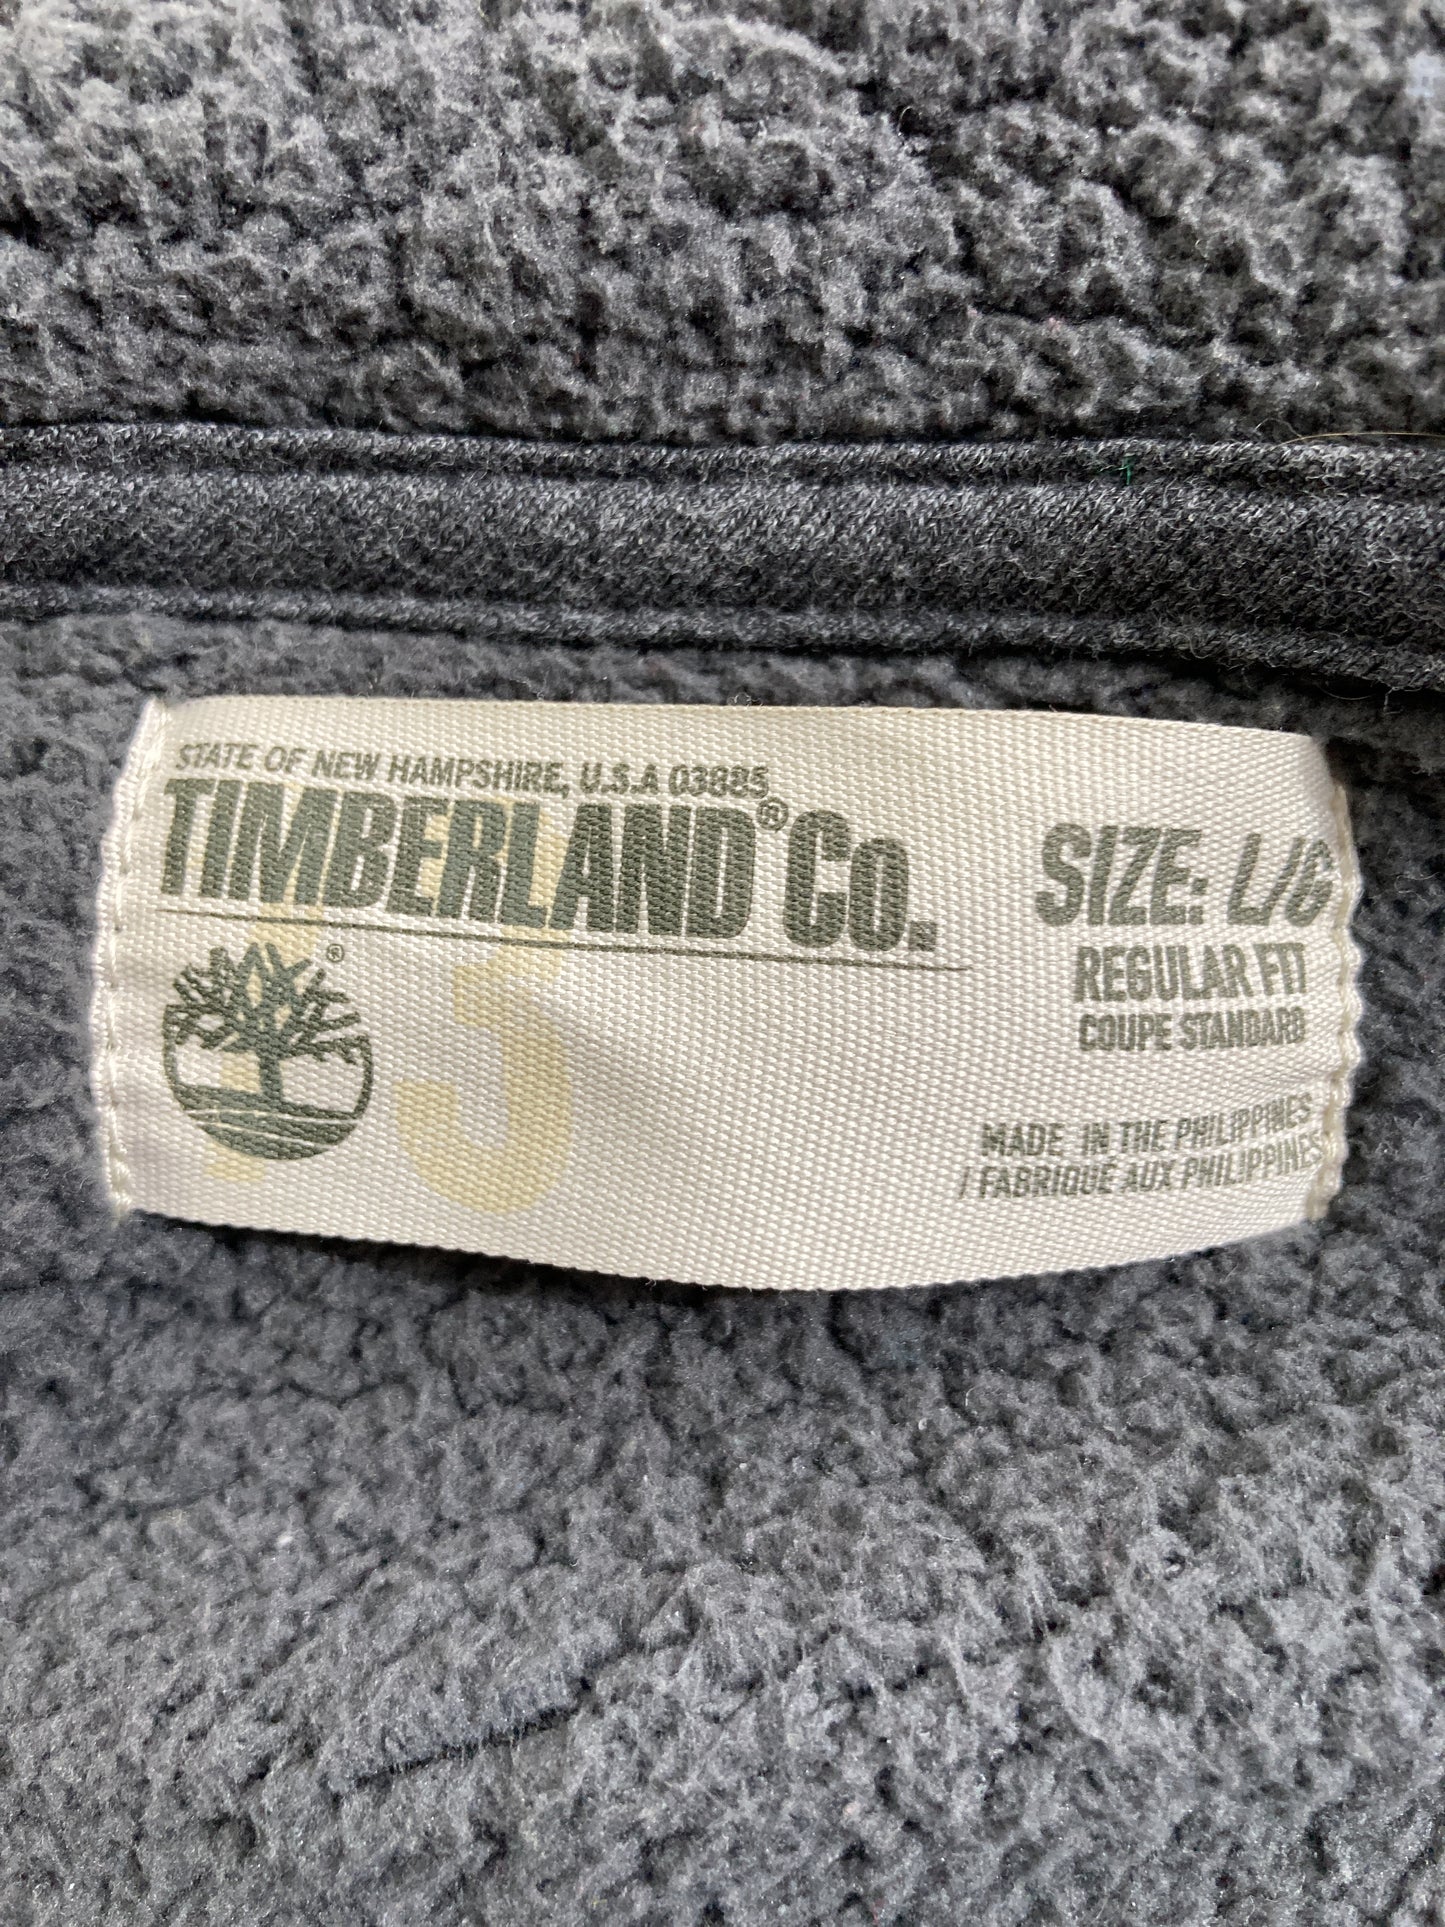 STATE OF NEW HAMPSHIRE, U.S.A 03885
TIMBERLAND® Co.
®
SIZE: L/G
REGULAR FIT
COUPE STANDARD
MADE IN THE PHILIPPINES
/ FABRIQUÉ AUX PHILIPPINES